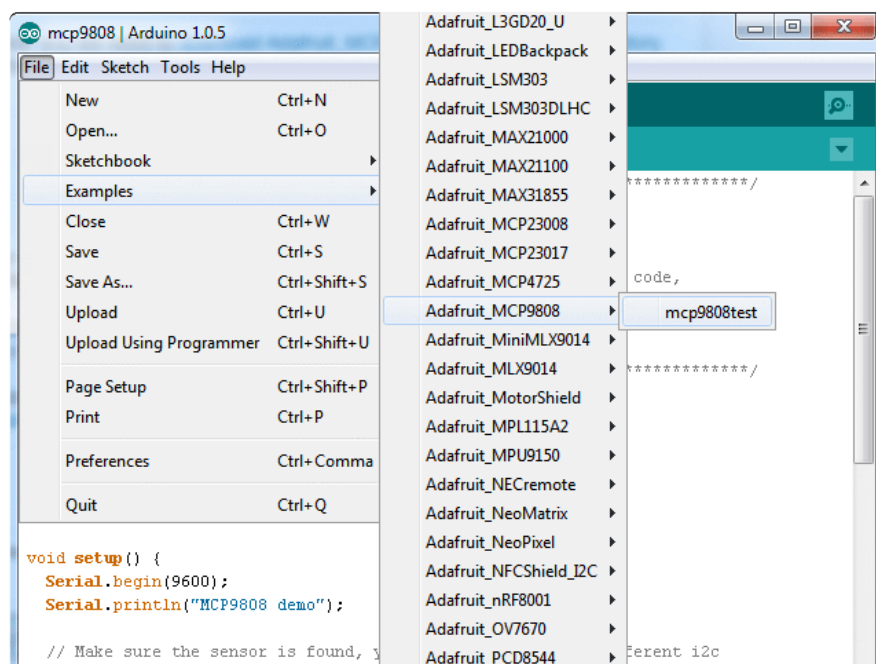 mcp9808 | Arduino 1.0.5
File Edit Sketch Tools Help
New Ctrl+N
Open... Ctrl+O
Sketchbook
Examples
Close Ctrl+W
Save Ctrl+S
Save As... Ctrl+Shift+S
Upload Ctrl+U
Upload Using Programmer Ctrl+Shift+U
Page Setup Ctrl+Shift+P
Print Ctrl+P
Preferences Ctrl+Comma
Quit Ctrl+Q
Adafruit_L3GD20_U
Adafruit_LEDBackpack
Adafruit_LSM303
Adafruit_LSM303DLHC
Adafruit_MAX21000
Adafruit_MAX21100
Adafruit_MAX31855
Adafruit_MCP23008
Adafruit_MCP23017
Adafruit_MCP4725
Adafruit_MCP9808
Adafruit_MiniMLX9014
Adafruit_MLX9014
Adafruit_MotorShield
Adafruit_MPL115A2
Adafruit_MPU9150
Adafruit_NECremote
Adafruit_NeoMatrix
Adafruit_NeoPixel
Adafruit_NFCShield_I2C
Adafruit_nRF8001
Adafruit_OV7670
Adafruit_PCD8544
mcp9808test
*************/
code,
*************/
void setup() {
Serial.begin(9600);
Serial.println("MCP9808 demo");
// Make sure the sensor is found, ferent i2c